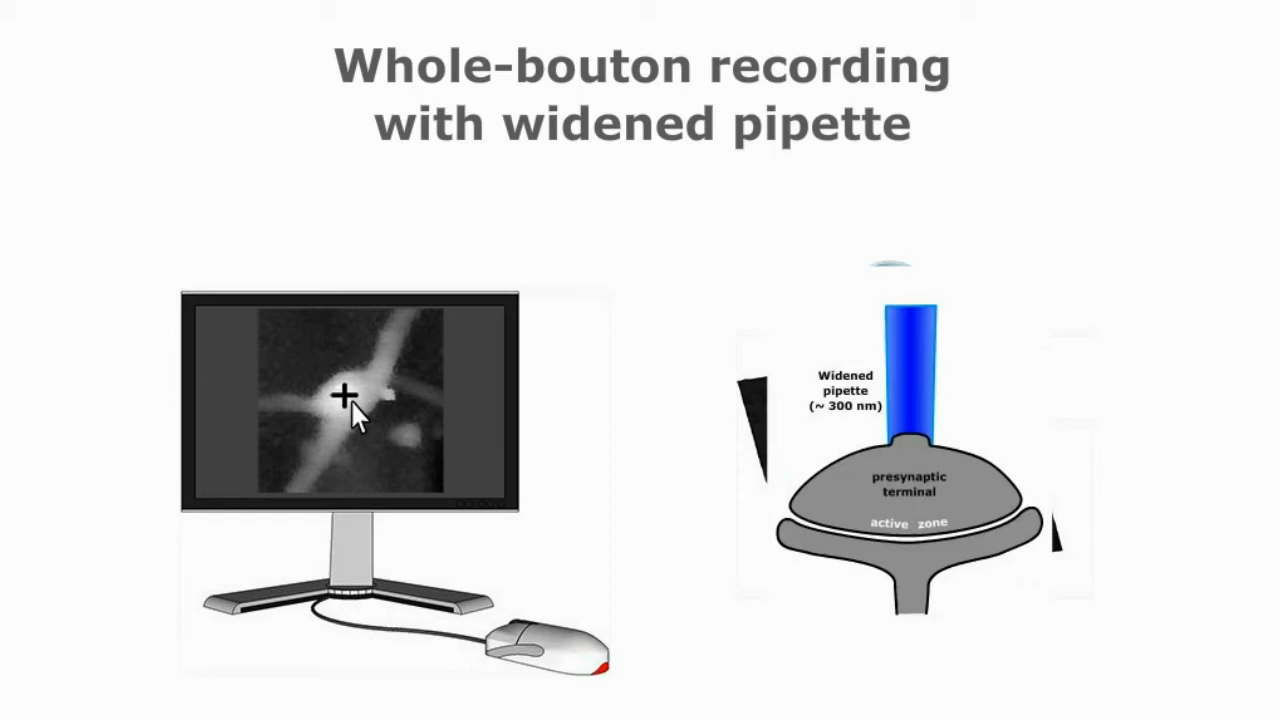 Whole-bouton recording
with widened pipette
Widened
pipette
(~ 300 nm)
presynaptic
terminal
active zone